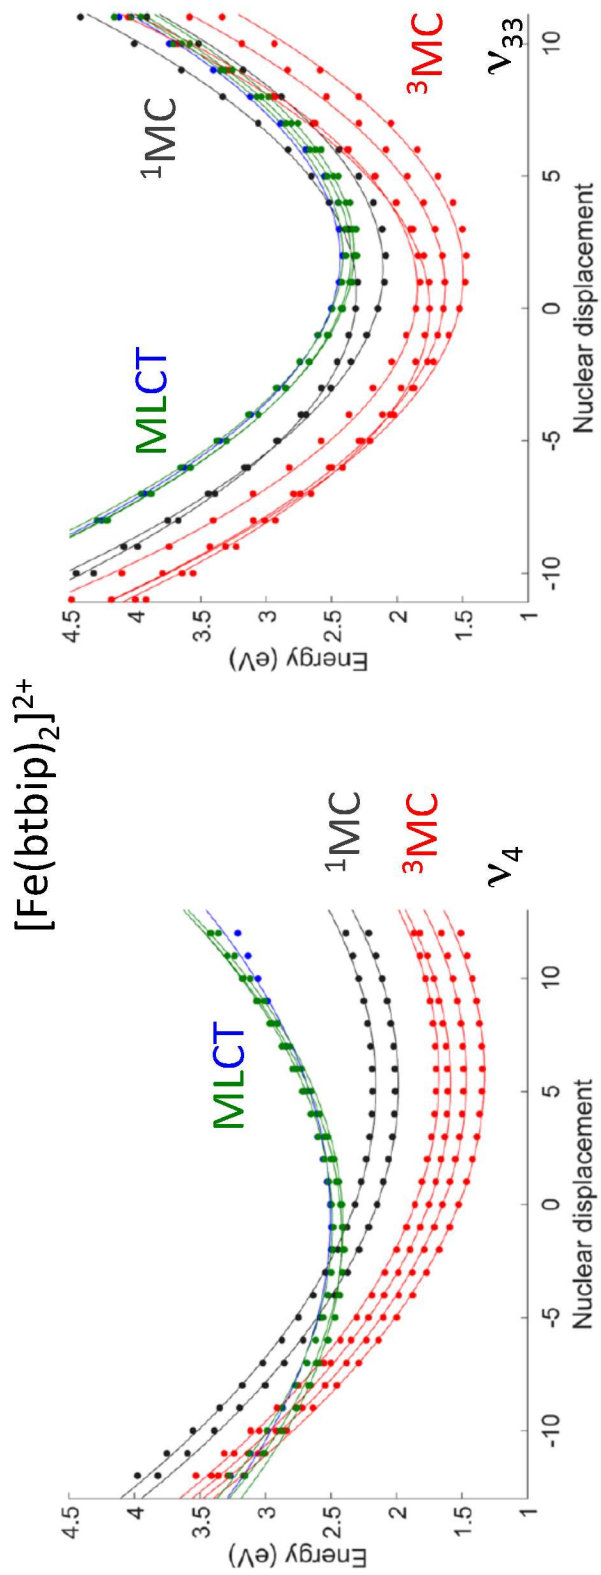 [Fe(btbip)₂]²⁺
4.5
4
3.5
3
2.5
2
1.5
1
Energy (eV)
-10
-5
0
5
10
Nuclear displacement
MLCT
¹MC
³MC
ν₄
4.5
4
3.5
3
2.5
2
1.5
1
Energy (eV)
-10
-5
0
5
10
Nuclear displacement
MLCT
¹MC
³MC
ν₃₃